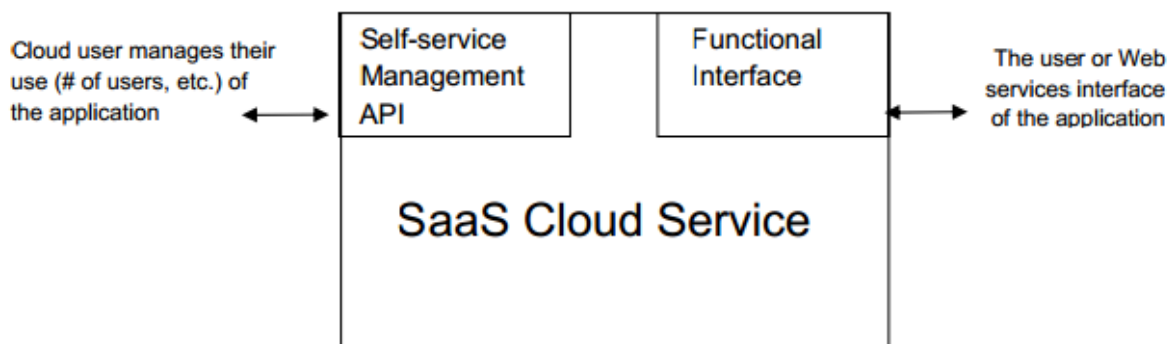 Cloud user manages their
use (# of users, etc.) of
the application
Self-service
Management
API
Functional
Interface
The user or Web
services interface
of the application
SaaS Cloud Service